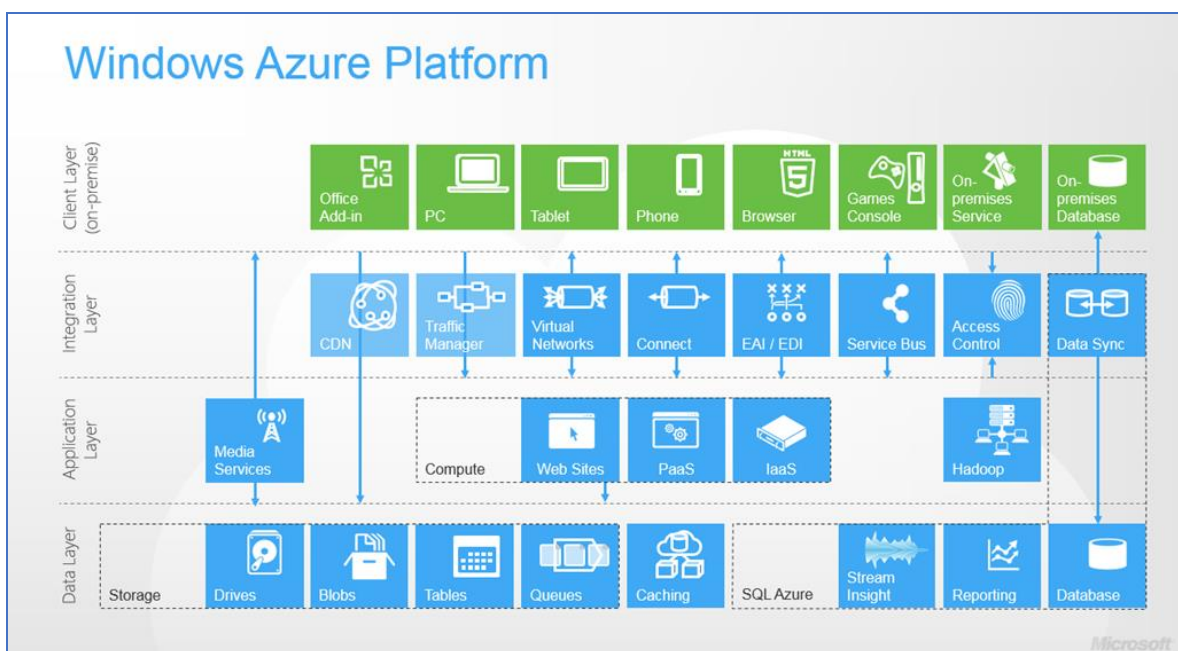 Windows Azure Platform
Client Layer
(on-premise)
Office
Add-in
PC
Tablet
Phone
HTML
5
Browser
Games
Console
On-
premises
Service
On-
premises
Database
Integration
Layer
CDN
Traffic
Manager
Virtual
Networks
Connect
EAI / EDI
Service Bus
Access
Control
Data Sync
Application
Layer
Media
Services
Compute
Web Sites
PaaS
IaaS
Hadoop
Data Layer
Storage
Drives
Blobs
Tables
Queues
Caching
SQL Azure
Stream
Insight
Reporting
Database
Microsoft